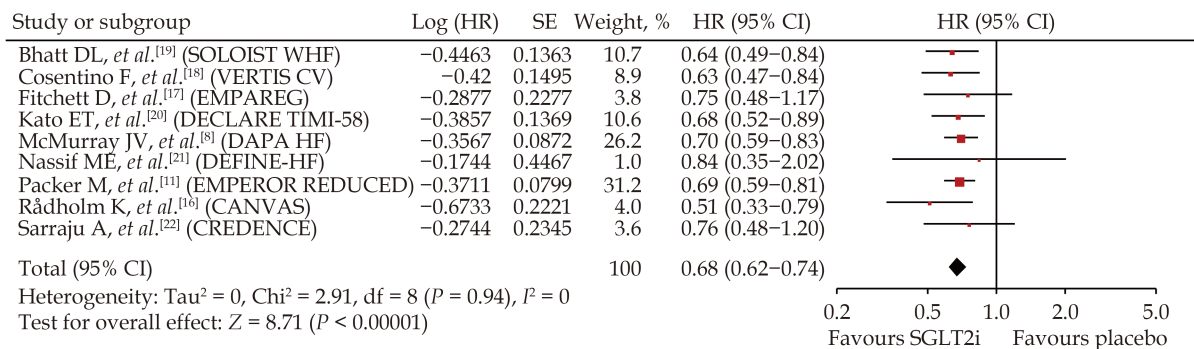 Study or subgroup Log (HR) SE Weight, % HR (95% CI) HR (95% CI)
Bhatt DL, et al.[19] (SOLOIST WHF) −0.4463 0.1363 10.7 0.64 (0.49−0.84)
Cosentino F, et al.[18] (VERTIS CV) −0.42 0.1495 8.9 0.63 (0.47−0.84)
Fitchett D, et al.[17] (EMPAREG) −0.2877 0.2277 3.8 0.75 (0.48−1.17)
Kato ET, et al.[20] (DECLARE TIMI-58) −0.3857 0.1369 10.6 0.68 (0.52−0.89)
McMurray JV, et al.[8] (DAPA HF) −0.3567 0.0872 26.2 0.70 (0.59−0.83)
Nassif ME, et al.[21] (DEFINE-HF) −0.1744 0.4467 1.0 0.84 (0.35−2.02)
Packer M, et al.[11] (EMPEROR REDUCED) −0.3711 0.0799 31.2 0.69 (0.59−0.81)
Rådholm K, et al.[16] (CANVAS) −0.6733 0.2221 4.0 0.51 (0.33−0.79)
Sarraju A, et al.[22] (CREDENCE) −0.2744 0.2345 3.6 0.76 (0.48−1.20)
Total (95% CI) 100 0.68 (0.62−0.74)
Heterogeneity: Tau² = 0, Chi² = 2.91, df = 8 (P = 0.94), I² = 0
Test for overall effect: Z = 8.71 (P < 0.00001)
0.2 0.5 1.0 2.0 5.0
Favours SGLT2i Favours placebo